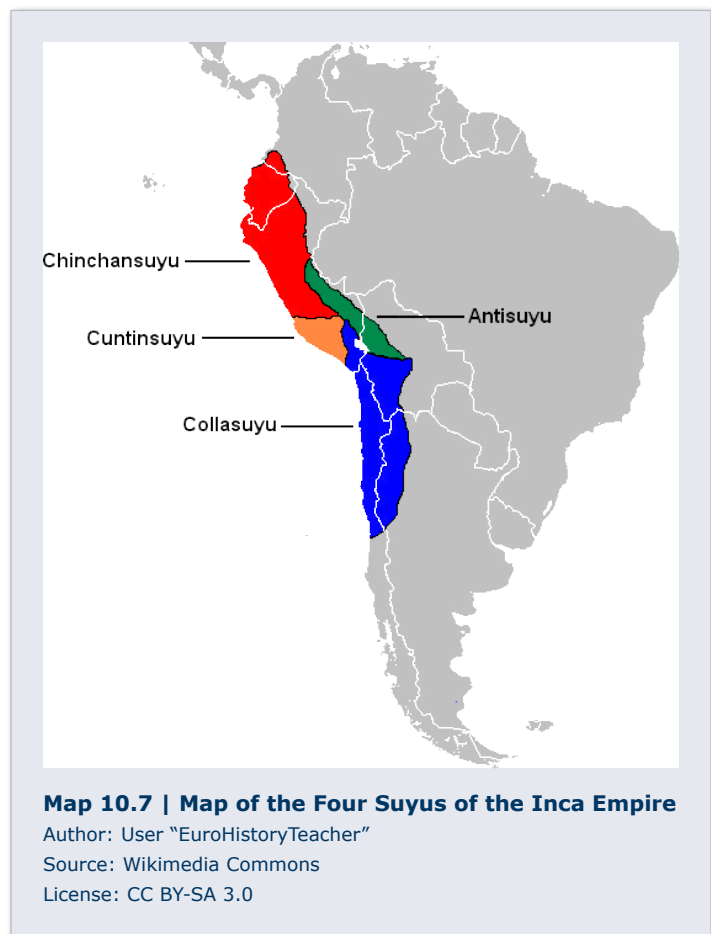 Chinchansuyu
Antisuyu
Cuntinsuyu
Collasuyu
Map 10.7 | Map of the Four Suyus of the Inca Empire
Author: User “EuroHistoryTeacher”
Source: Wikimedia Commons
License: CC BY-SA 3.0